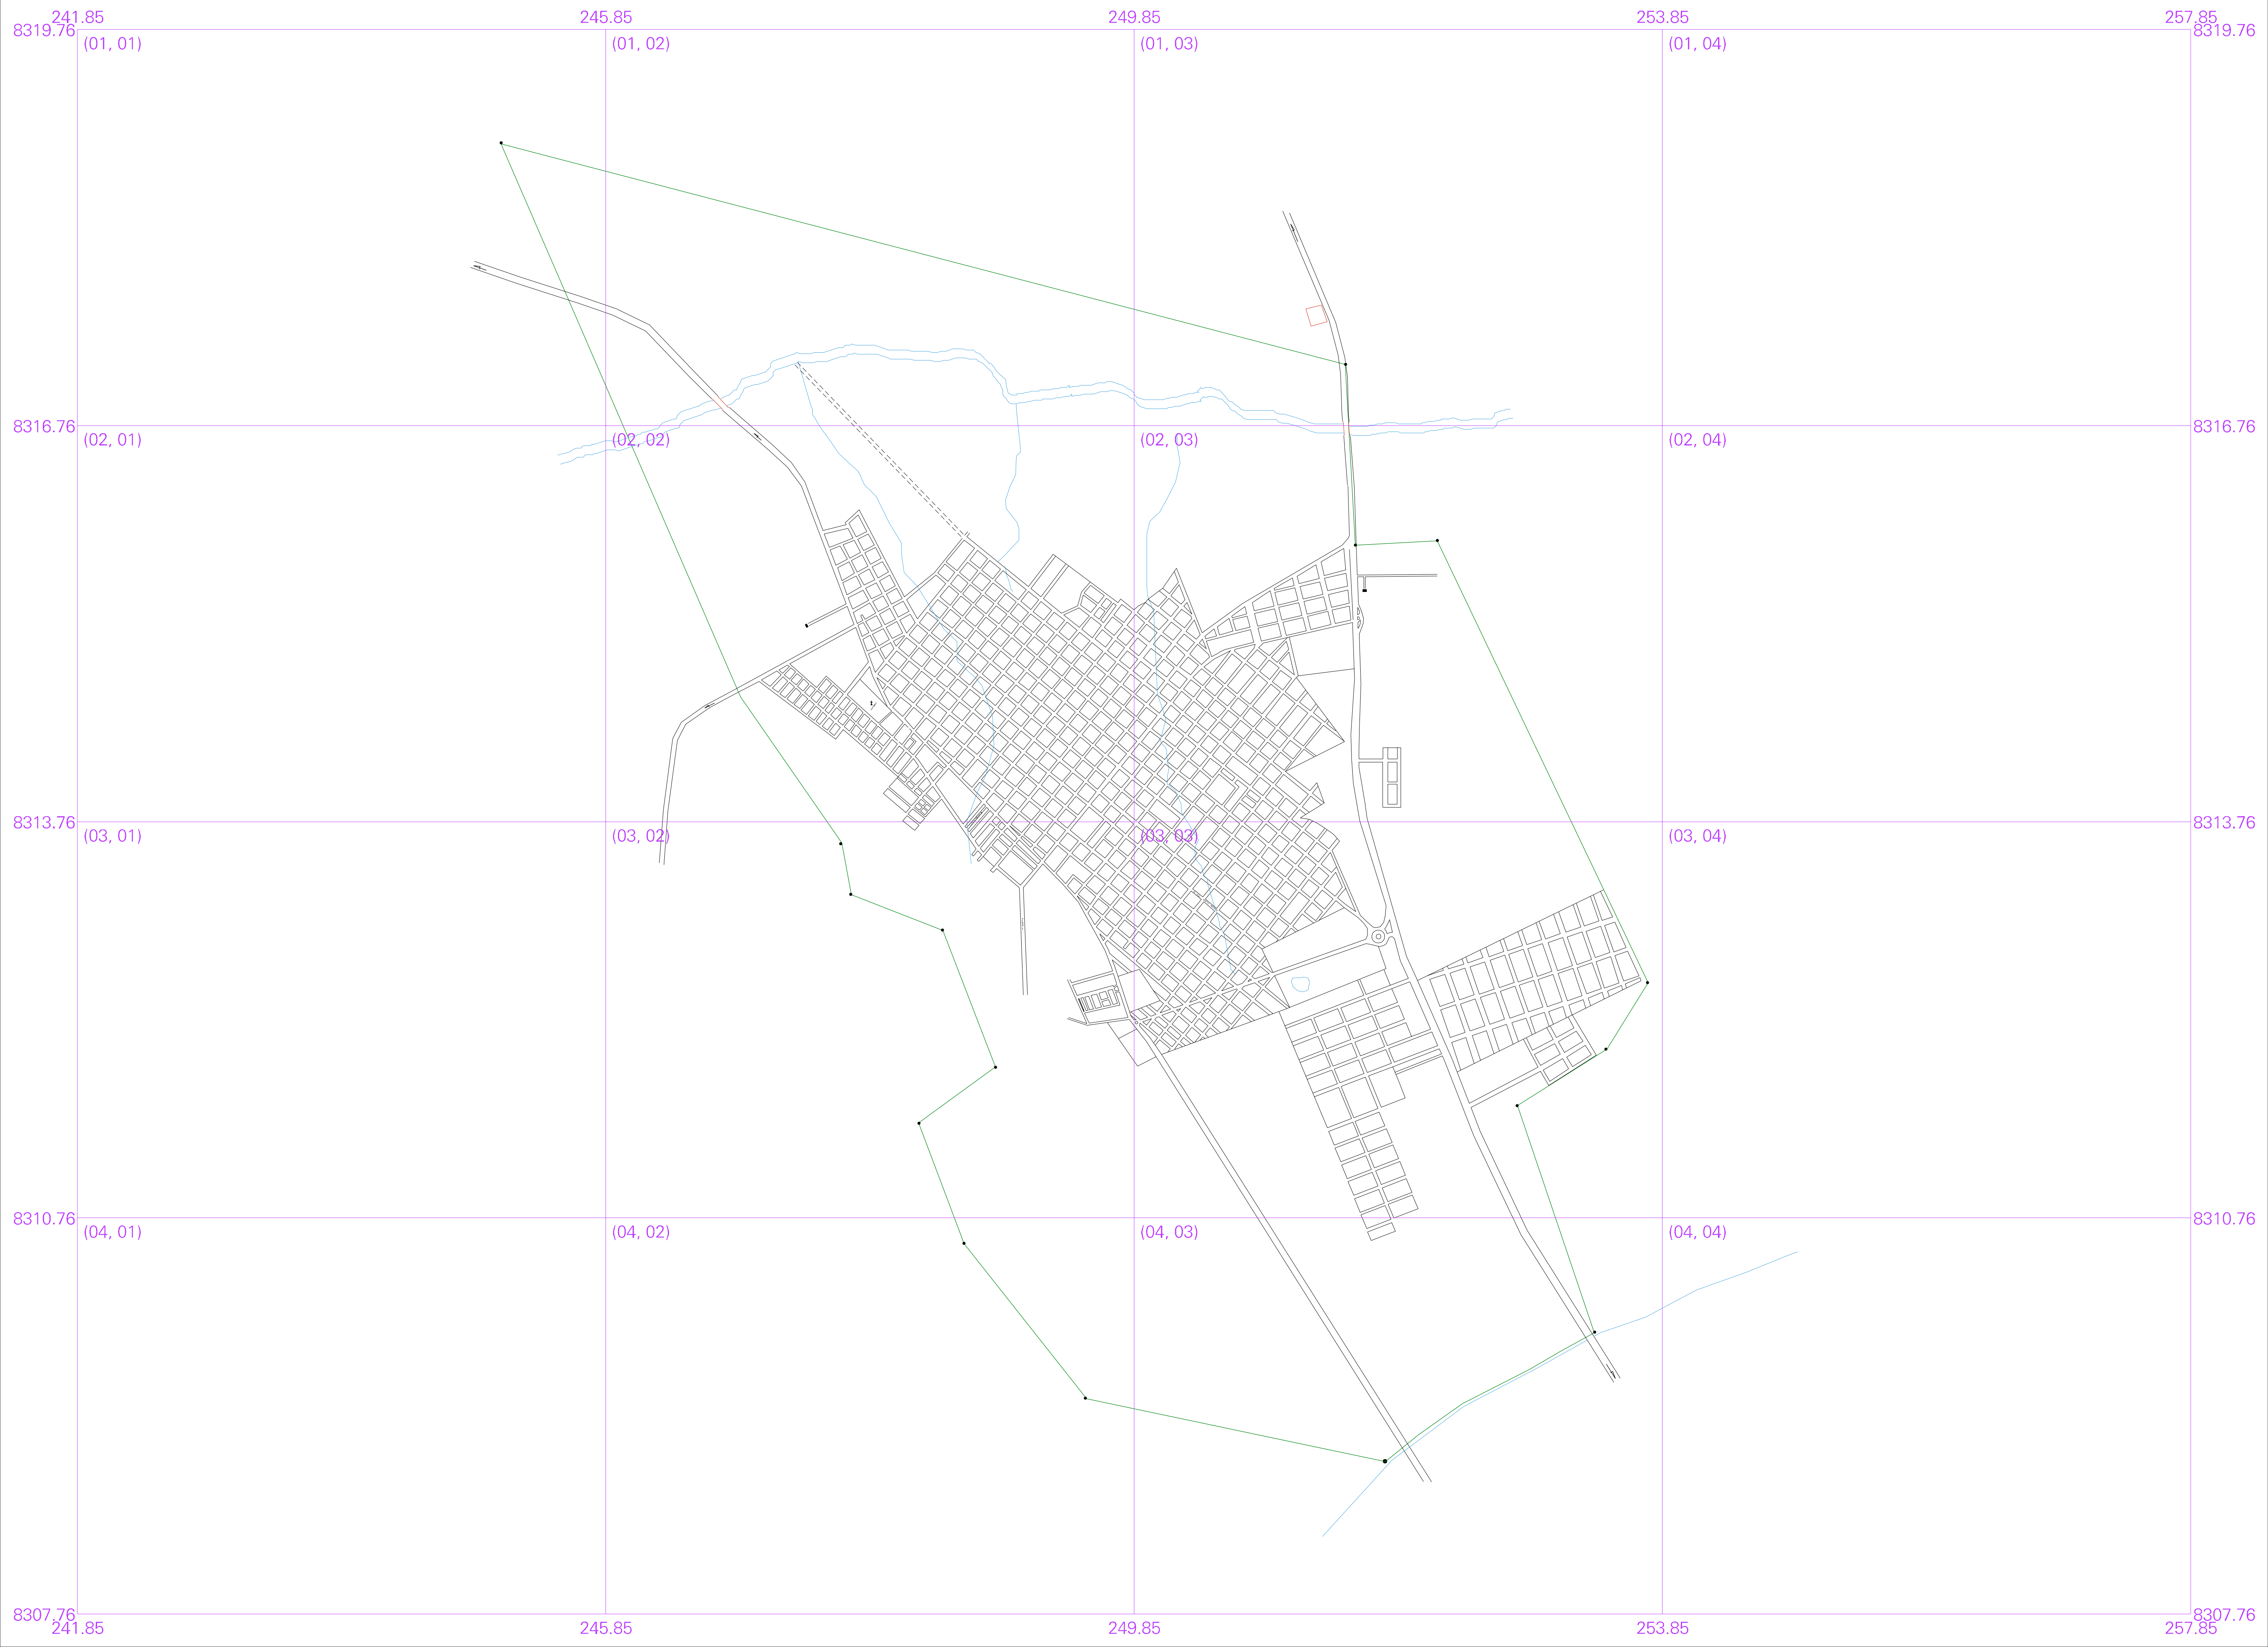 241.85 245.85 249.85 253.85 257.85
8319.76 8319.76
(01, 01) (01, 02) (01, 03) (01, 04)
8316.76 8316.76
(02, 01) (02, 02) (02, 03) (02, 04)
8313.76 8313.76
(03, 01) (03, 02) (03, 03) (03, 04)
8310.76 8310.76
(04, 01) (04, 02) (04, 03) (04, 04)
8307.76 8307.76
241.85 245.85 249.85 253.85 257.85